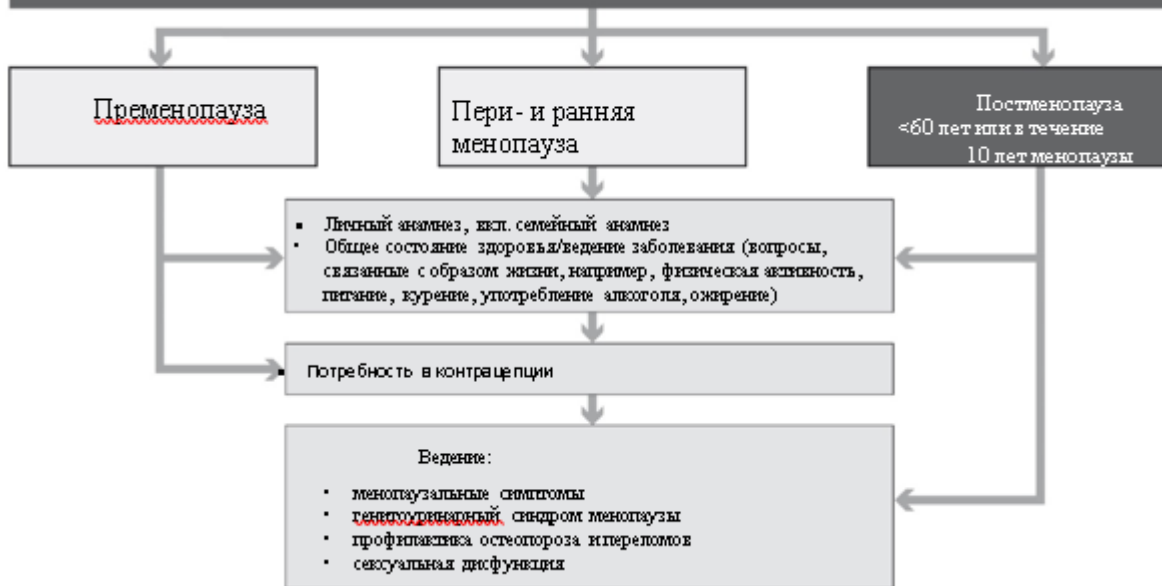 Пременопауза
Пери- и ранняя
менопауза
Постменопауза
<60 лет или в течение
10 лет менопаузы
▪ Личный анамнез, вкл. семейный анамнез
• Общее состояние здоровья/ведение заболевания (вопросы,
связанные с образом жизни, например, физическая активность,
питание, курение, употребление алкоголя, ожирение)
▪ Потребность в контрацепции
Ведение:
• менопаузальные симптомы
• генитоуринарный синдром менопаузы
• профилактика остеопороза и переломов
• сексуальная дисфункция